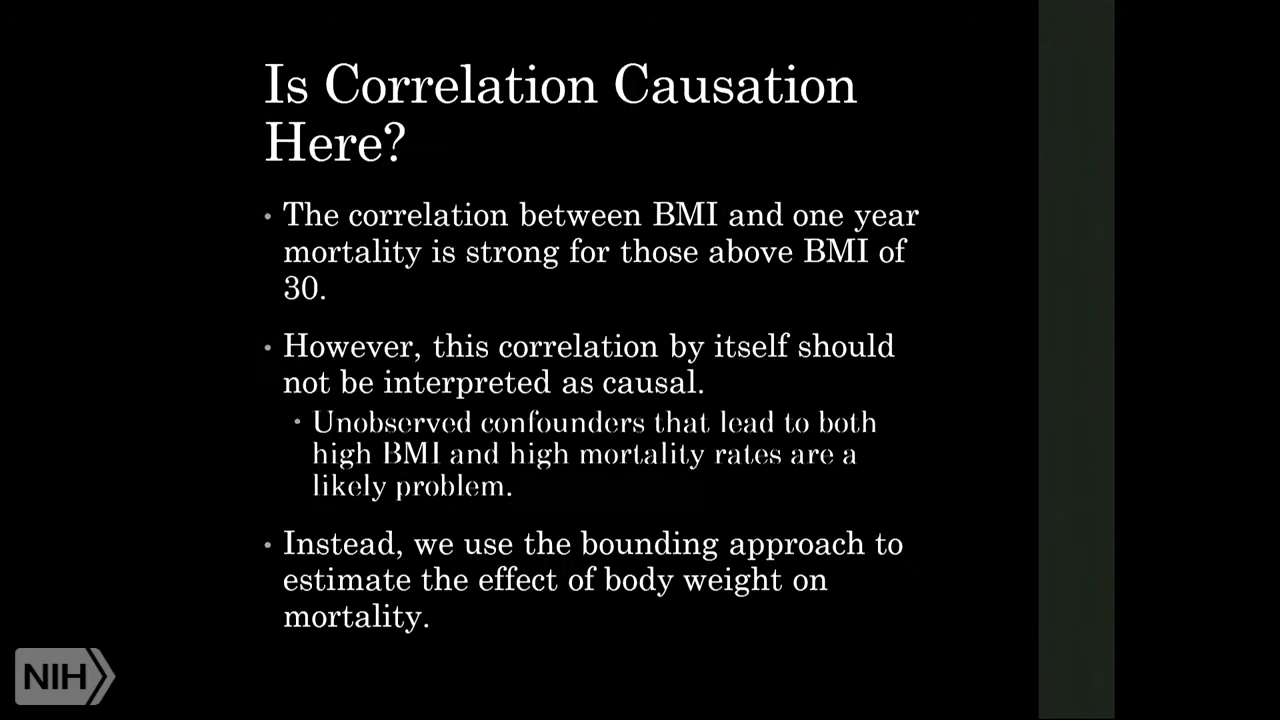 Is Correlation Causation
Here?
• The correlation between BMI and one year
mortality is strong for those above BMI of
30.
• However, this correlation by itself should
not be interpreted as causal.
• Unobserved confounders that lead to both
high BMI and high mortality rates are a
likely problem.
• Instead, we use the bounding approach to
estimate the effect of body weight on
mortality.
NIH